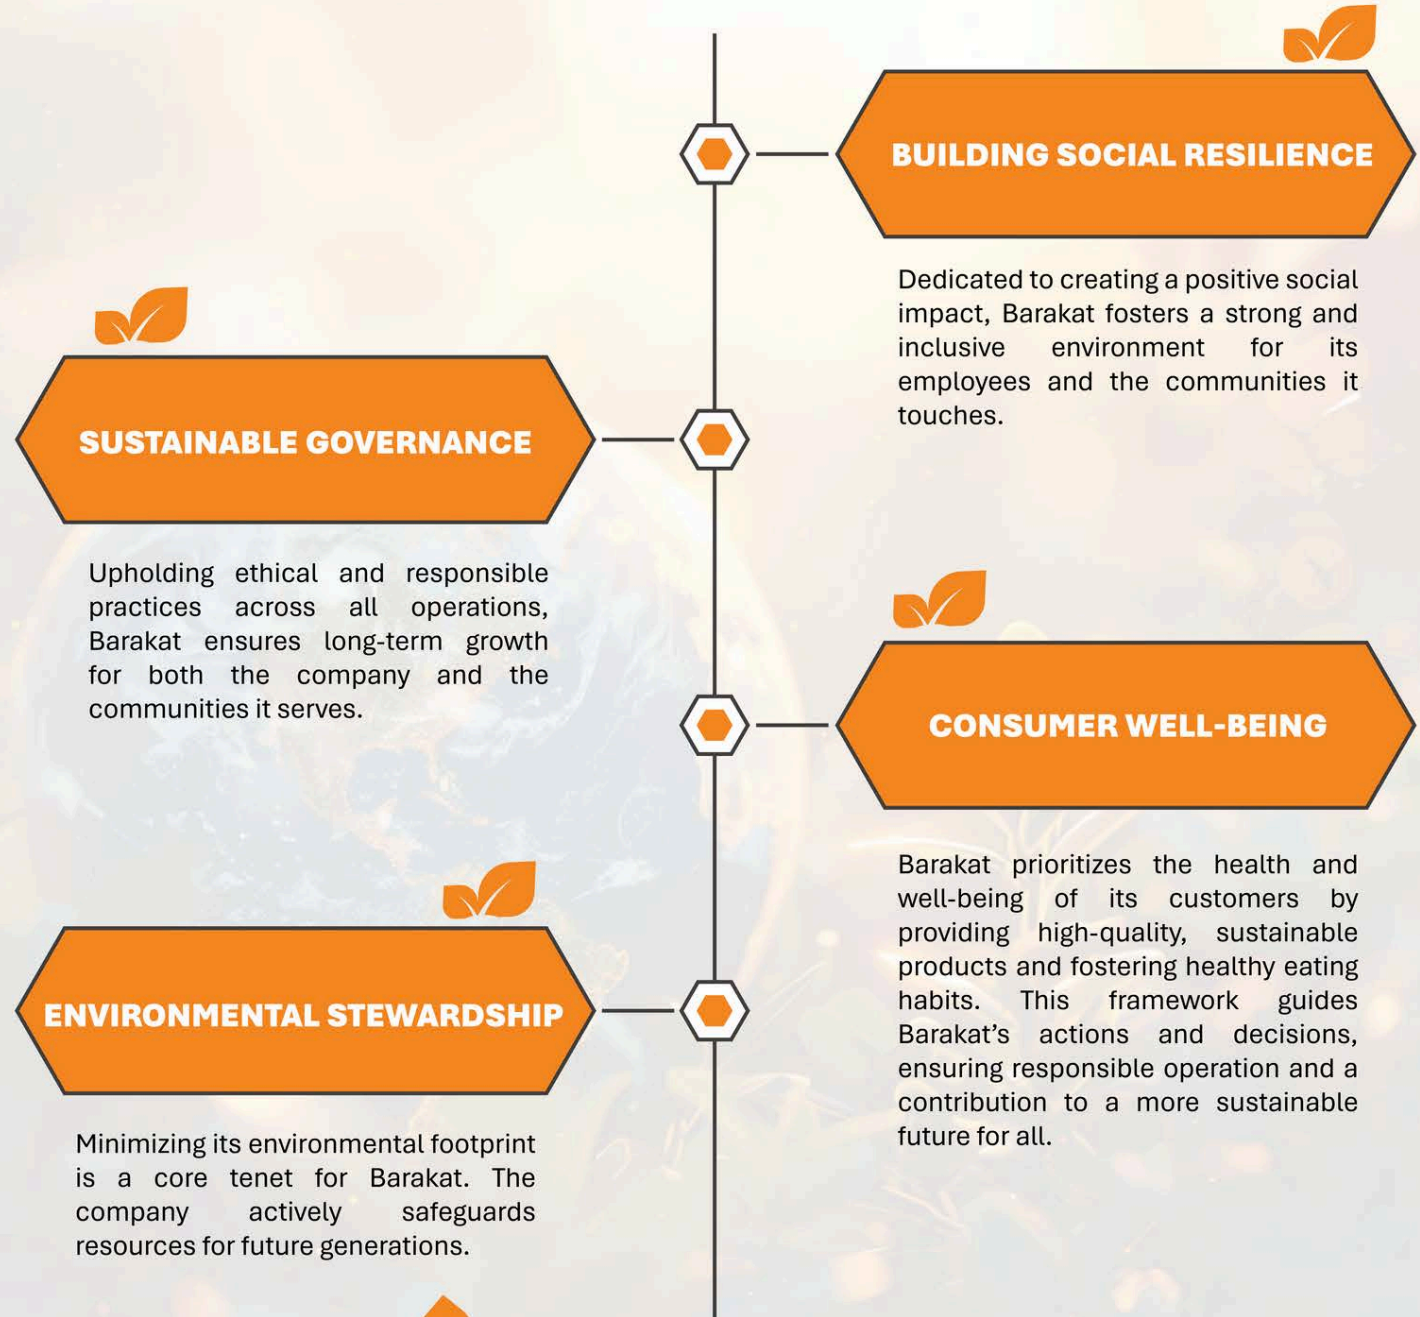 BUILDING SOCIAL RESILIENCE
Dedicated to creating a positive social
impact, Barakat fosters a strong and
inclusive environment for its
employees and the communities it
touches.
SUSTAINABLE GOVERNANCE
Upholding ethical and responsible
practices across all operations,
Barakat ensures long-term growth
for both the company and the
communities it serves.
CONSUMER WELL-BEING
Barakat prioritizes the health and
well-being of its customers by
providing high-quality, sustainable
products and fostering healthy eating
habits. This framework guides
Barakat’s actions and decisions,
ensuring responsible operation and a
contribution to a more sustainable
future for all.
ENVIRONMENTAL STEWARDSHIP
Minimizing its environmental footprint
is a core tenet for Barakat. The
company actively safeguards
resources for future generations.